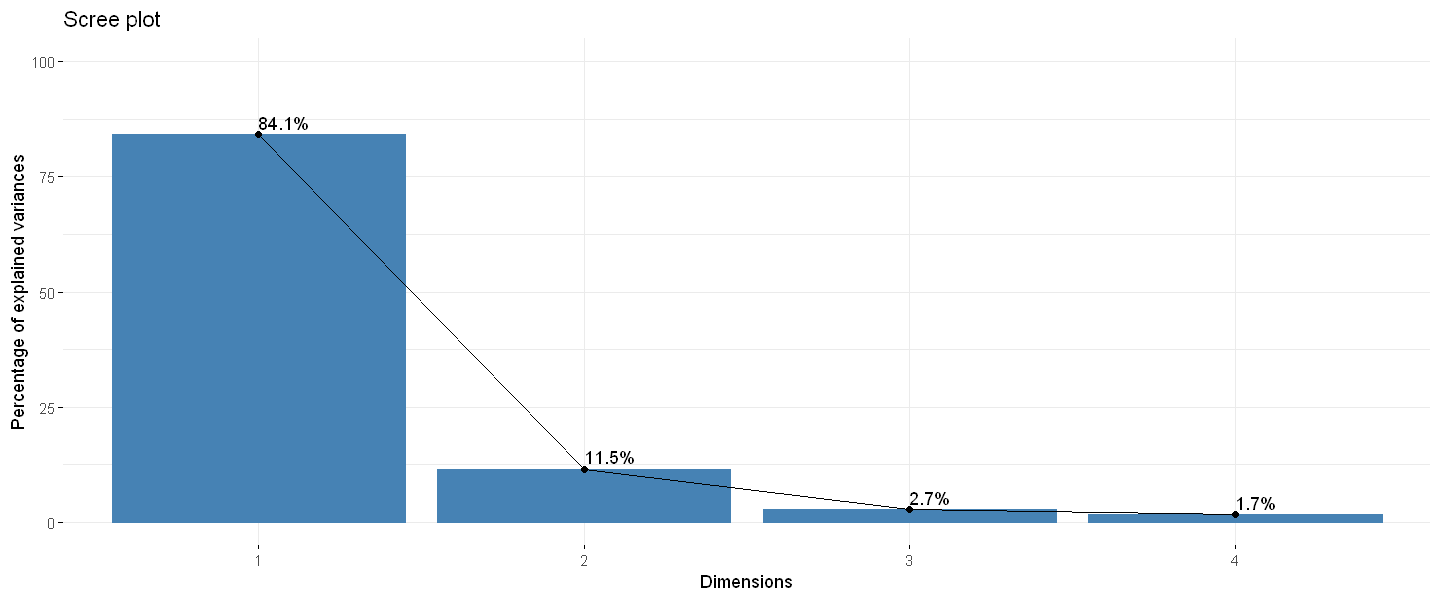 Scree plot
Percentage of explained variances
100
75
50
25
0
84.1%
11.5%
2.7%
1.7%
1 2 3 4
Dimensions